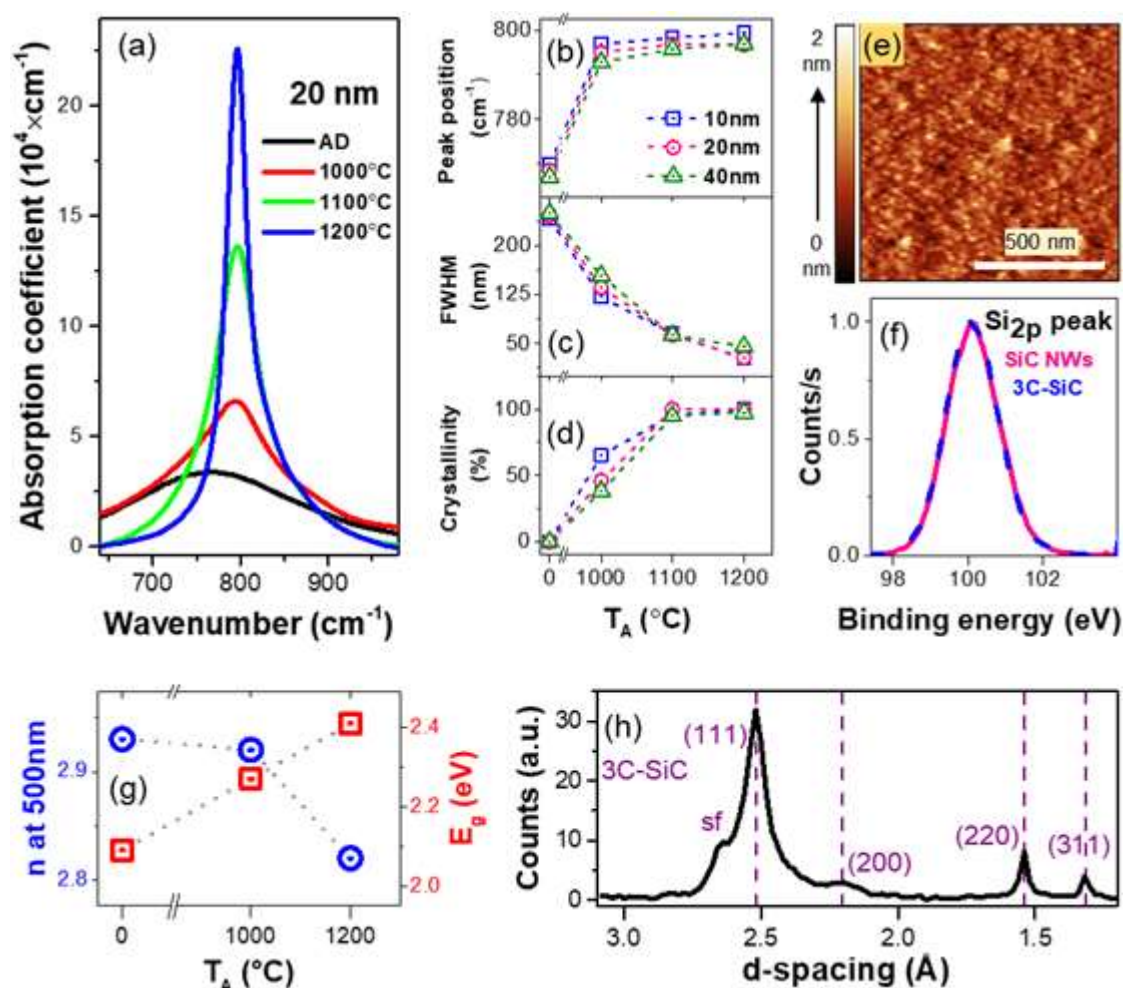 (a)
20 nm
AD
1000°C
1100°C
1200°C
Absorption coefficient (10⁴×cm⁻¹)
0
5
10
15
20
700
800
900
Wavenumber (cm⁻¹)
(b)
Peak position
(cm⁻¹)
800
780
10nm
20nm
40nm
(c)
FWHM
(nm)
200
125
50
(d)
Crystallinity
(%)
100
50
0
0
1000
1100
1200
T_A (°C)
(e)
2
nm
0
nm
500 nm
(f)
Si₂ₚ peak
SiC NWs
3C-SiC
Counts/s
1.0
0.5
0.0
98
100
102
Binding energy (eV)
(g)
n at 500nm
2.9
2.8
E_g (eV)
2.4
2.2
2.0
0
1000
1200
T_A (°C)
(h)
(111)
3C-SiC
sf
(200)
(220)
(311)
Counts (a.u.)
30
20
10
0
3.0
2.5
2.0
1.5
d-spacing (Å)